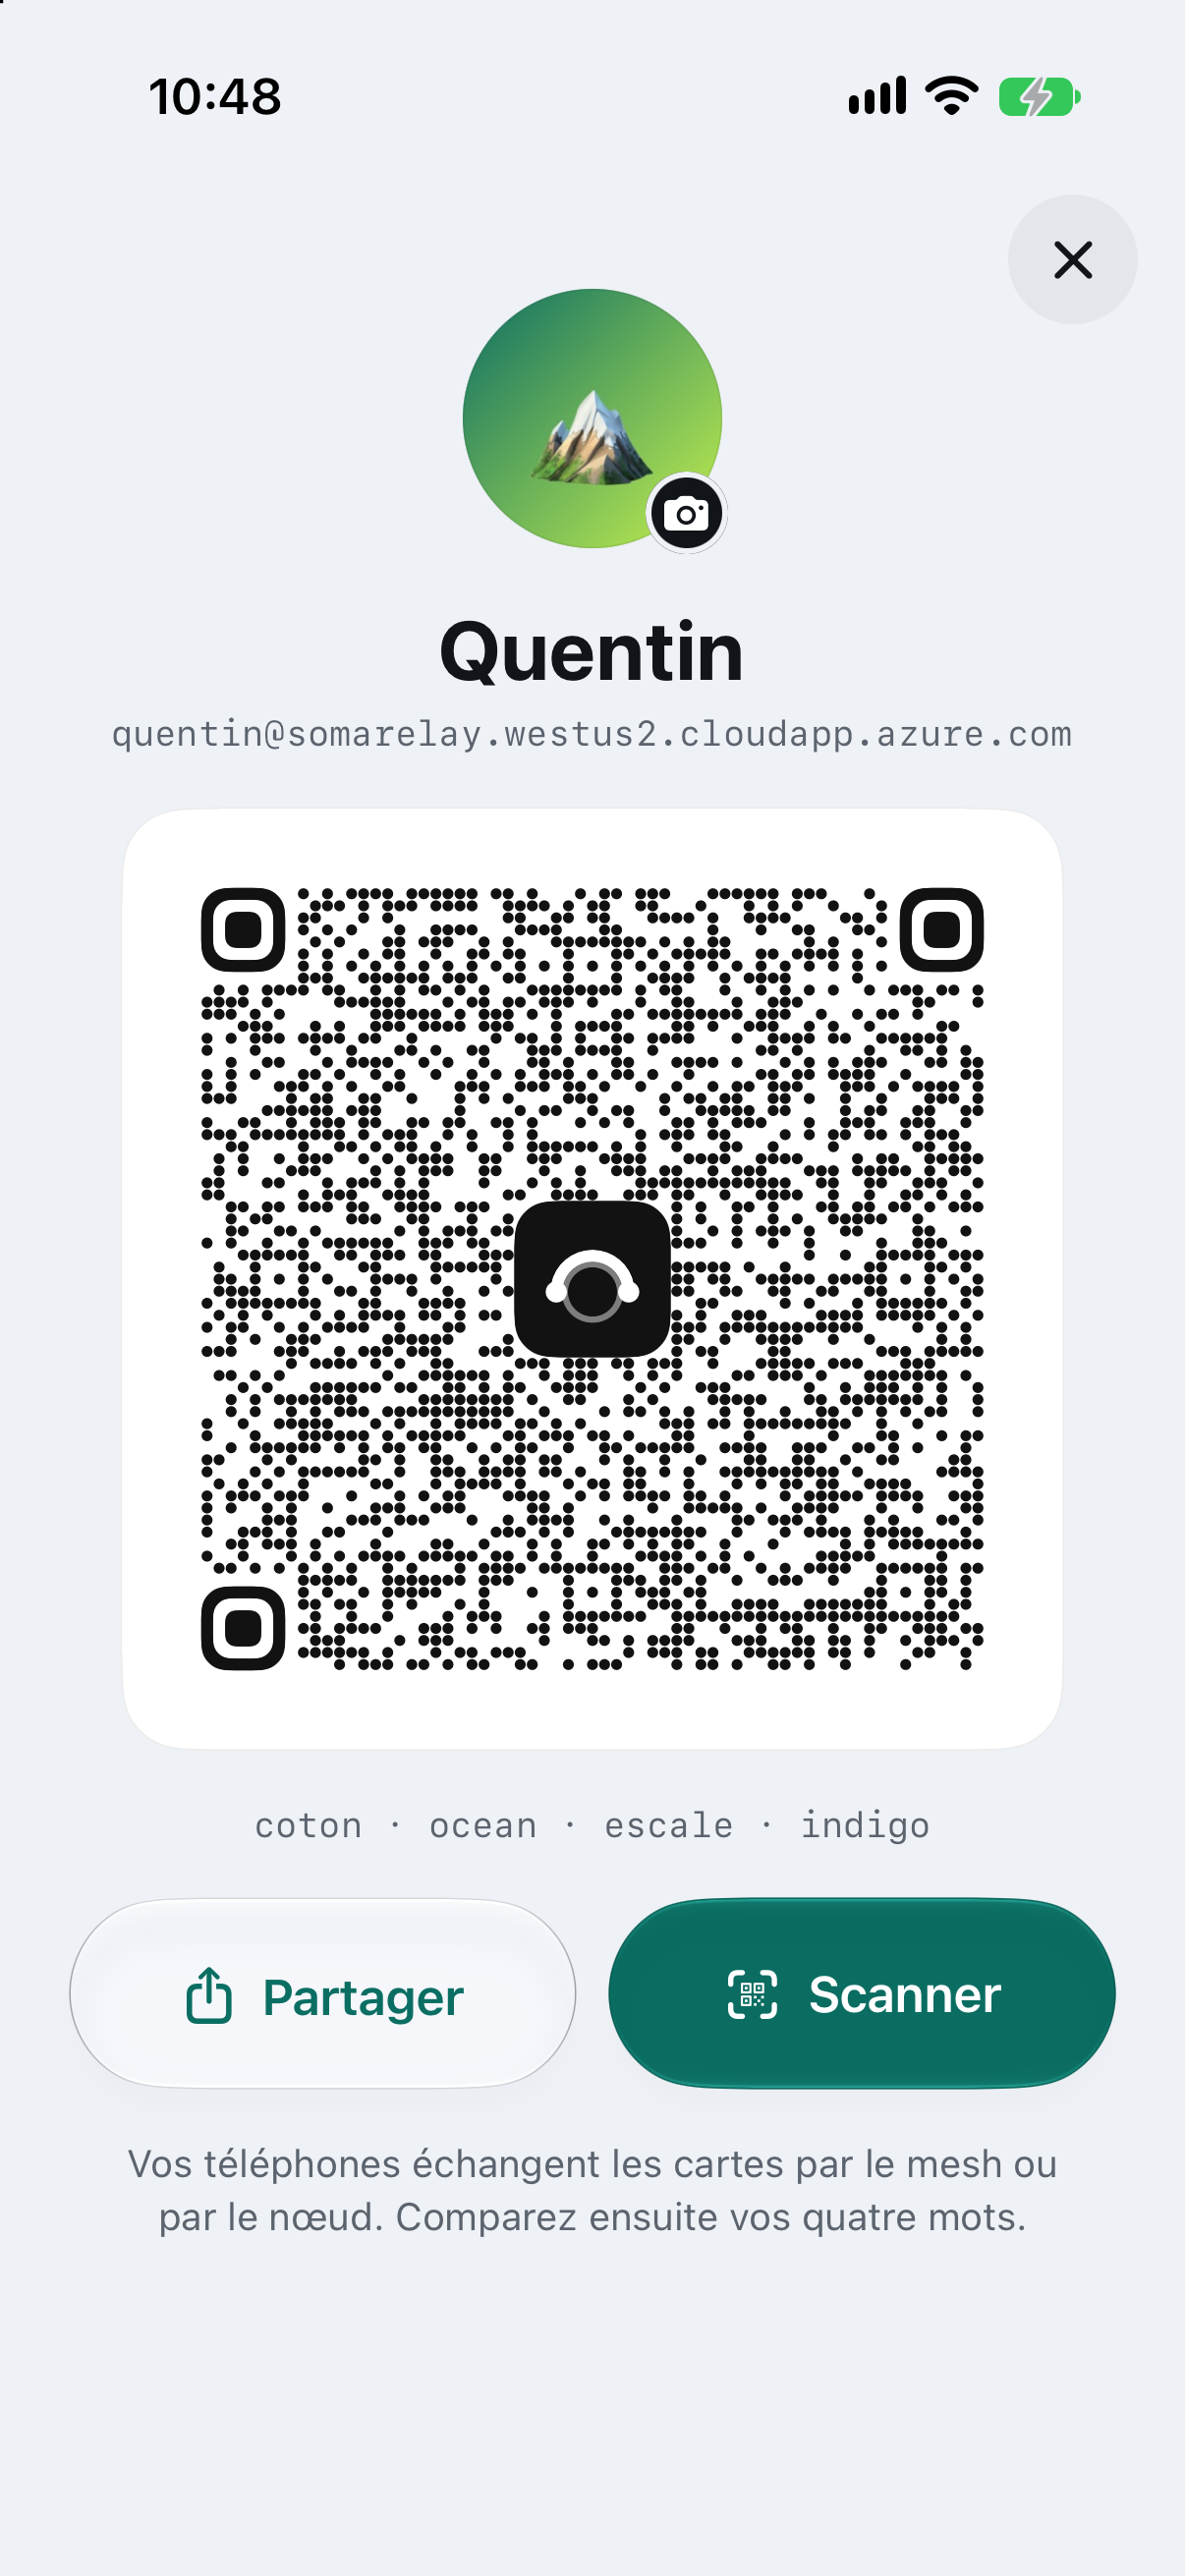 10:48
Quentin
quentin@somarelay.westus2.cloudapp.azure.com
coton · ocean · escale · indigo
Partager
Scanner
Vos téléphones échangent les cartes par le mesh ou
par le nœud. Comparez ensuite vos quatre mots.